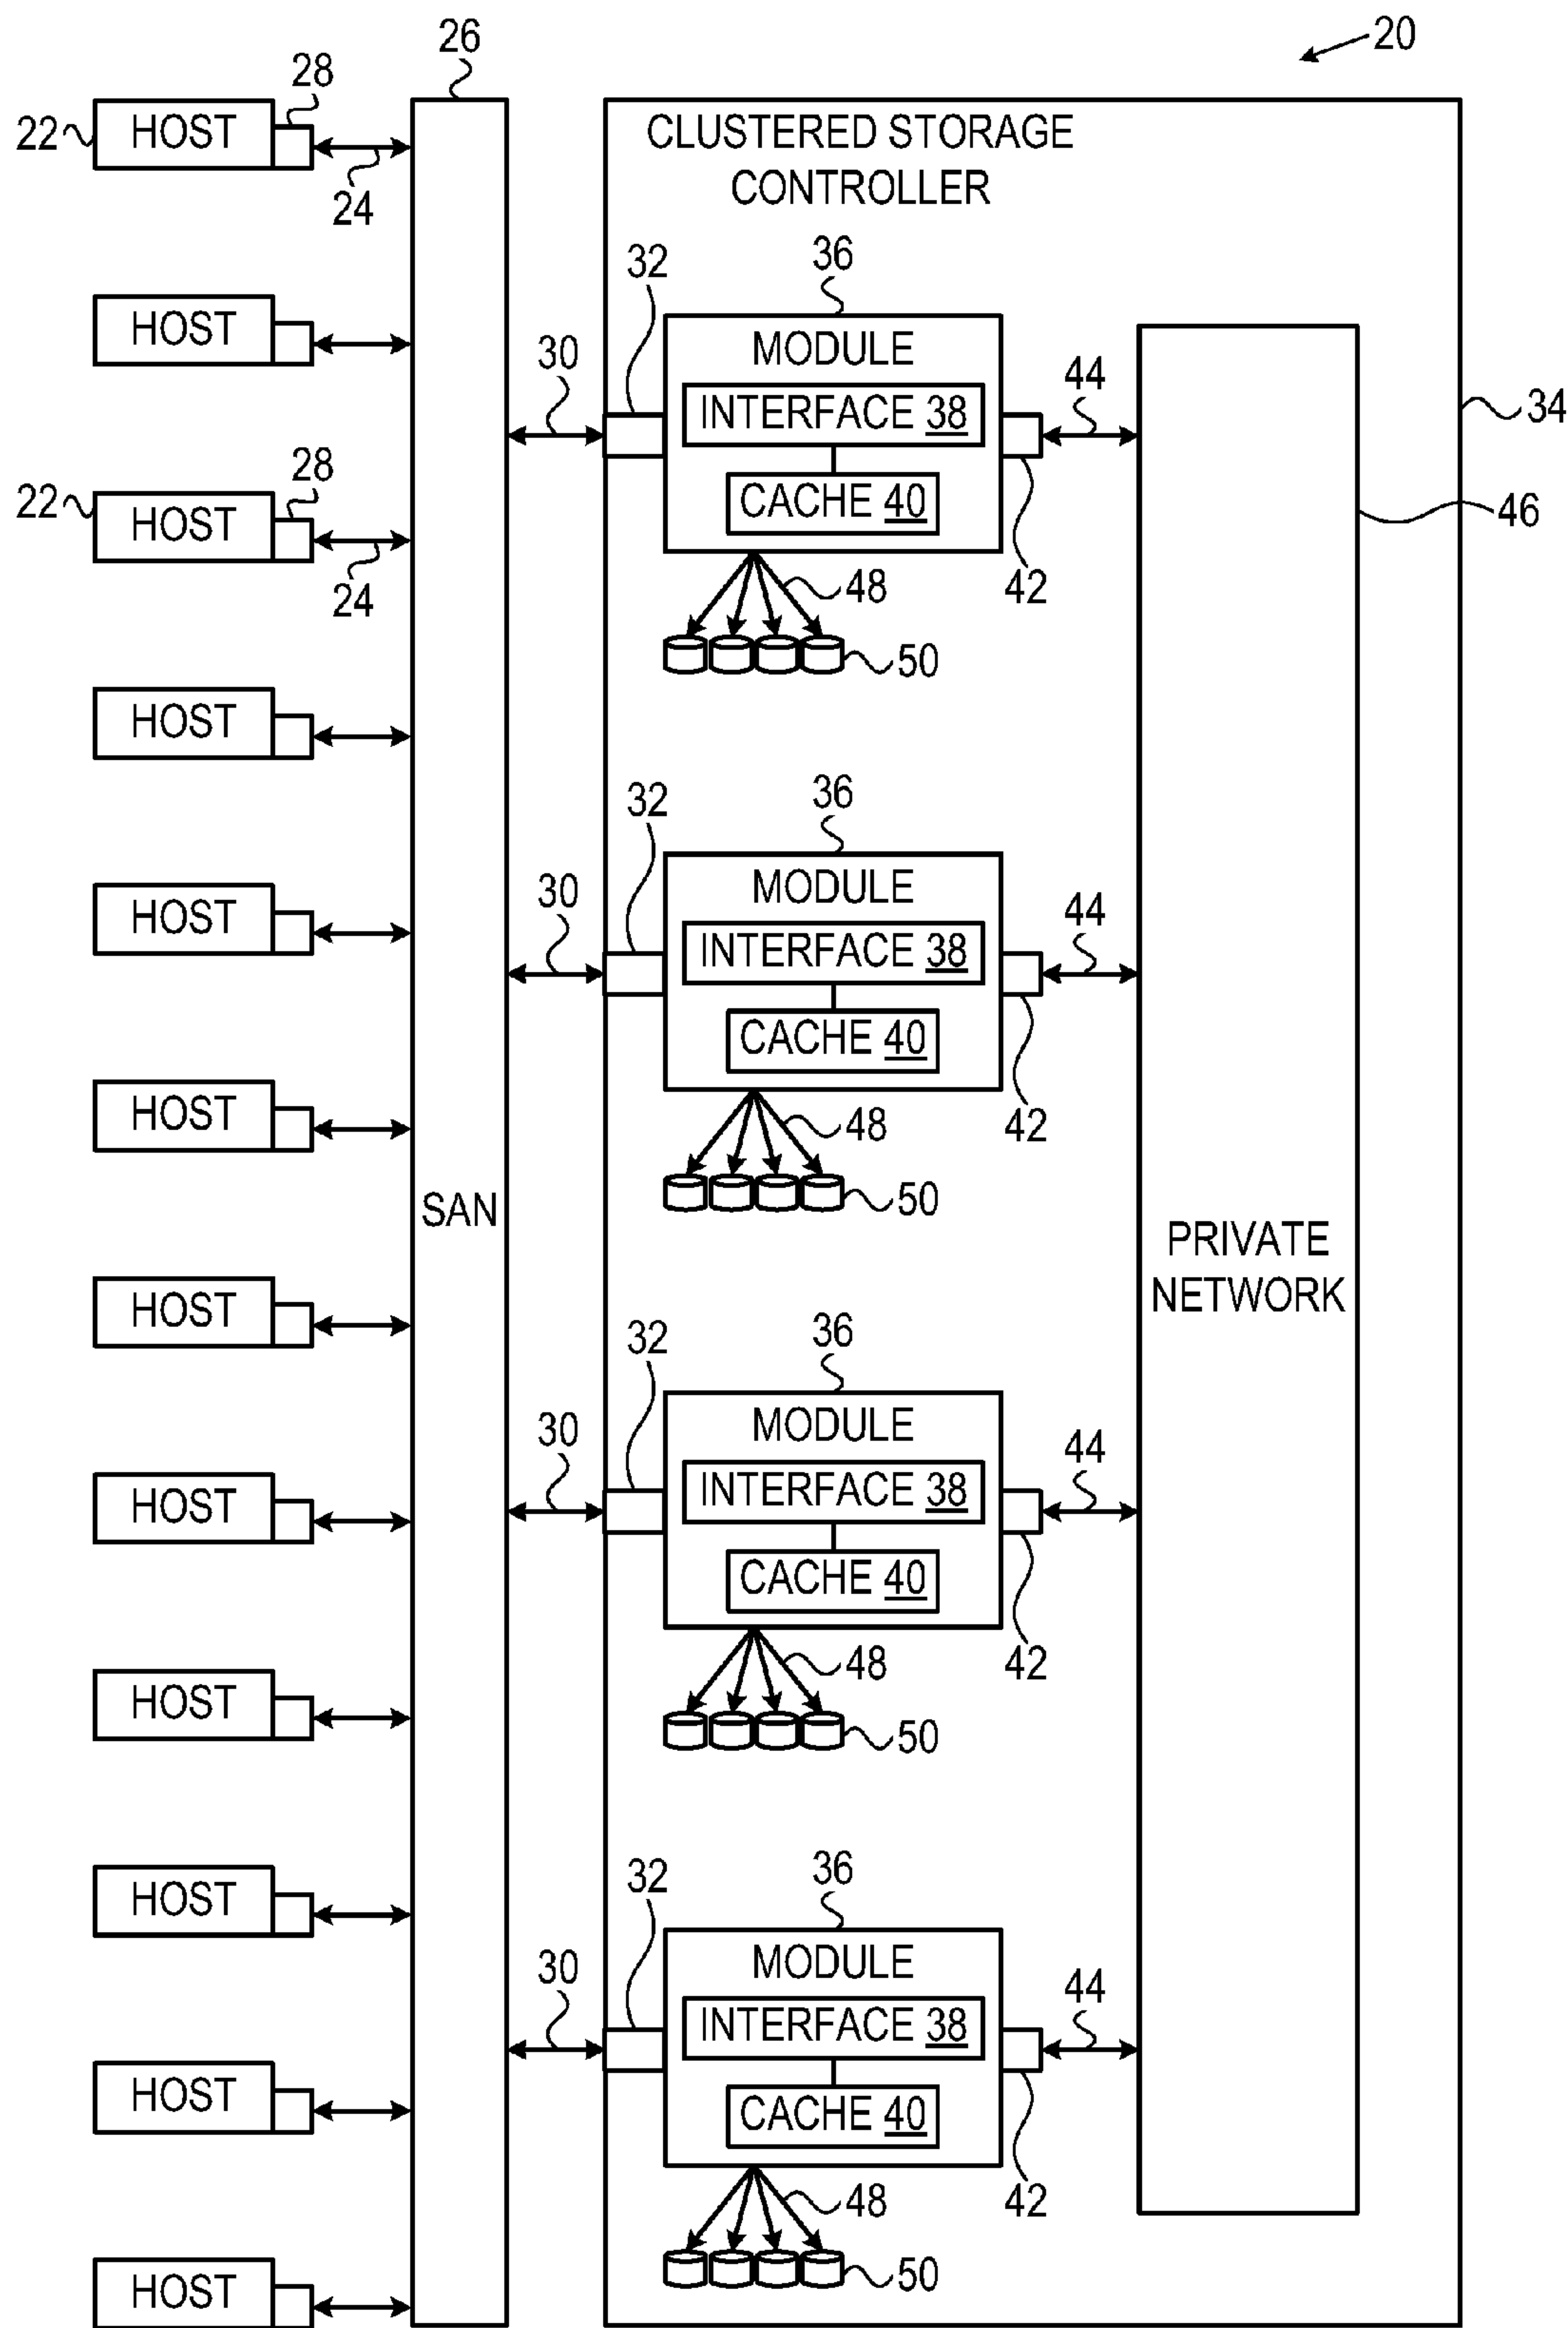 20
26
28
22 HOST
24
CLUSTERED STORAGE
CONTROLLER
HOST
28
22 HOST
24
HOST
HOST
HOST
HOST
HOST
HOST
HOST
HOST
HOST
SAN
30
32
36
MODULE
INTERFACE 38
CACHE 40
44
42
48
50
34
46
30
32
36
MODULE
INTERFACE 38
CACHE 40
44
42
48
50
PRIVATE
NETWORK
30
32
36
MODULE
INTERFACE 38
CACHE 40
44
42
48
50
30
32
36
MODULE
INTERFACE 38
CACHE 40
44
42
48
50